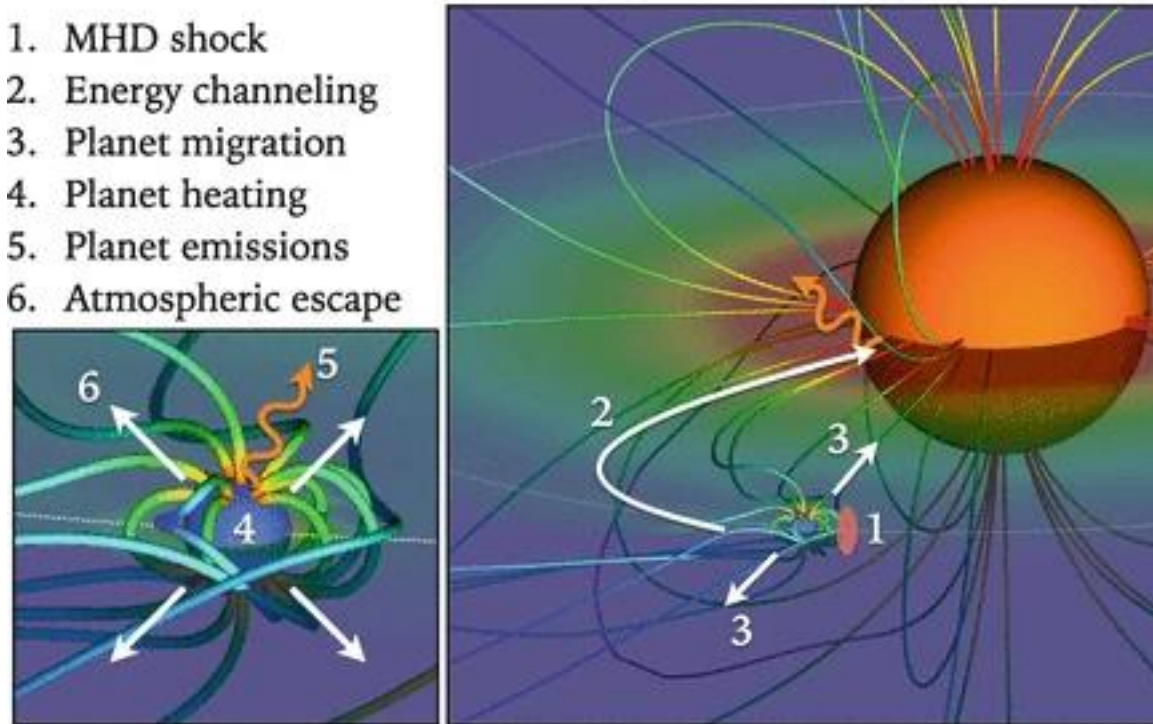 1. MHD shock
2. Energy channeling
3. Planet migration
4. Planet heating
5. Planet emissions
6. Atmospheric escape
6
5
4
2
3
1
3